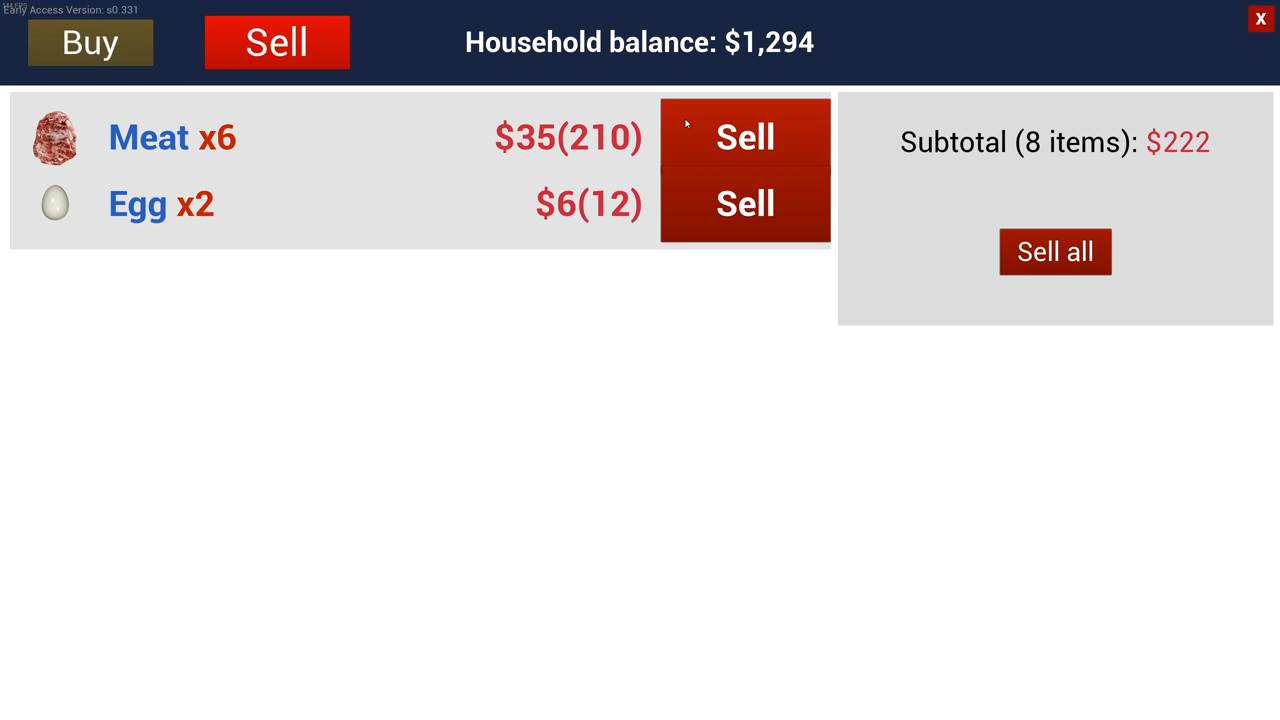 Early Access Version: s0.331
Buy
Sell
Household balance: $1,294
X
Meat x6
$35(210)
Sell
Egg x2
$6(12)
Sell
Subtotal (8 items): $222
Sell all